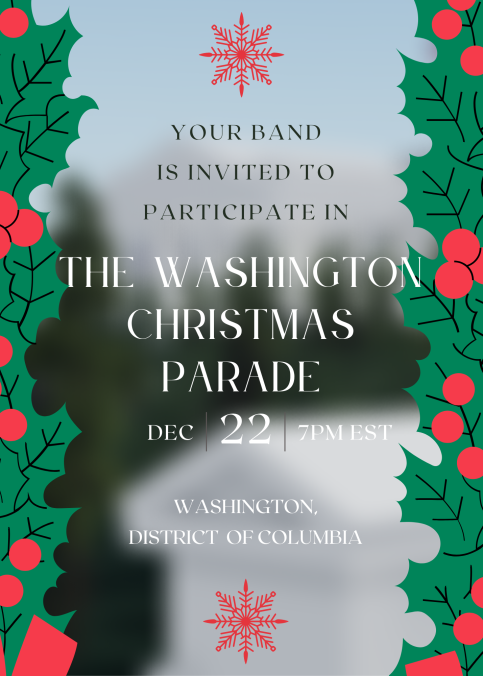 YOUR BAND
IS INVITED TO
PARTICIPATE IN
THE WASHINGTON
CHRISTMAS
PARADE
DEC | 22 | 7PM EST
WASHINGTON,
DISTRICT OF COLUMBIA